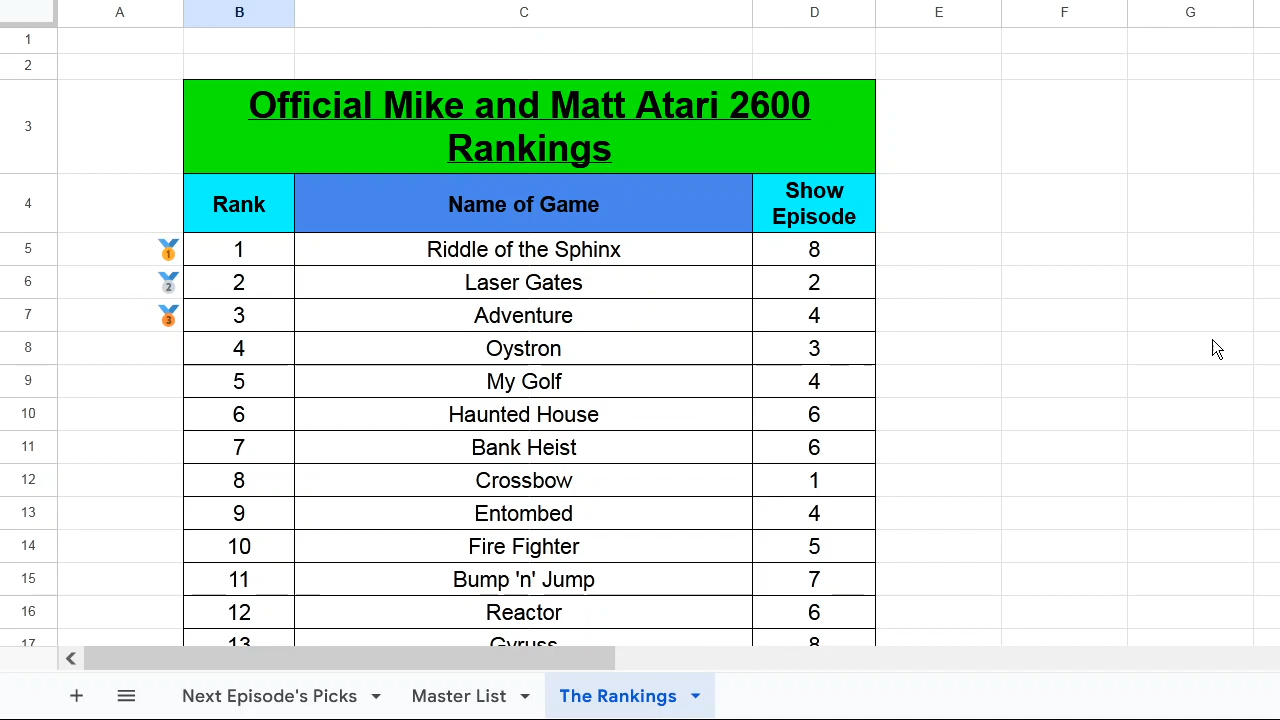 A B C D E F G
1
2
3 Official Mike and Matt Atari 2600
Rankings
4 Rank Name of Game Show
Episode
5 1 Riddle of the Sphinx 8
6 2 Laser Gates 2
7 3 Adventure 4
8 4 Oystron 3
9 5 My Golf 4
10 6 Haunted House 6
11 7 Bank Heist 6
12 8 Crossbow 1
13 9 Entombed 4
14 10 Fire Fighter 5
15 11 Bump 'n' Jump 7
16 12 Reactor 6
17 13 Gyruss 8
Next Episode's Picks Master List The Rankings